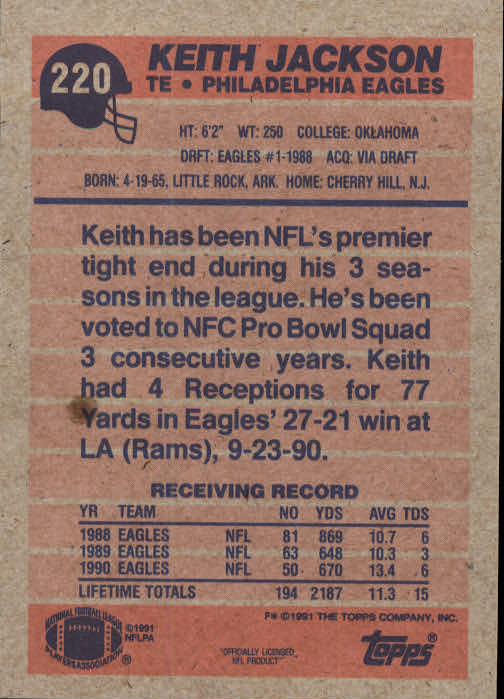 220
KEITH JACKSON
TE • PHILADELPHIA EAGLES
HT: 6'2" WT: 250 COLLEGE: OKLAHOMA
DRFT: EAGLES #1-1988 ACQ: VIA DRAFT
BORN: 4-19-65, LITTLE ROCK, ARK. HOME: CHERRY HILL, N.J.
Keith has been NFL's premier
tight end during his 3 sea-
sons in the league. He's been
voted to NFC Pro Bowl Squad
3 consecutive years. Keith
had 4 Receptions for 77
Yards in Eagles' 27-21 win at
LA (Rams), 9-23-90.
RECEIVING RECORD
YR TEAM NO YDS AVG TDS
1988 EAGLES NFL 81 869 10.7 6
1989 EAGLES NFL 63 648 10.3 3
1990 EAGLES NFL 50 670 13.4 6
LIFETIME TOTALS 194 2187 11.3 15
F* ©1991 THE TOPPS COMPANY, INC.
NATIONAL FOOTBALL LEAGUE
PLAYERS ASSOCIATION ®
©1991
NFLPA
"OFFICIALLY LICENSED
NFL PRODUCT"
Topps®